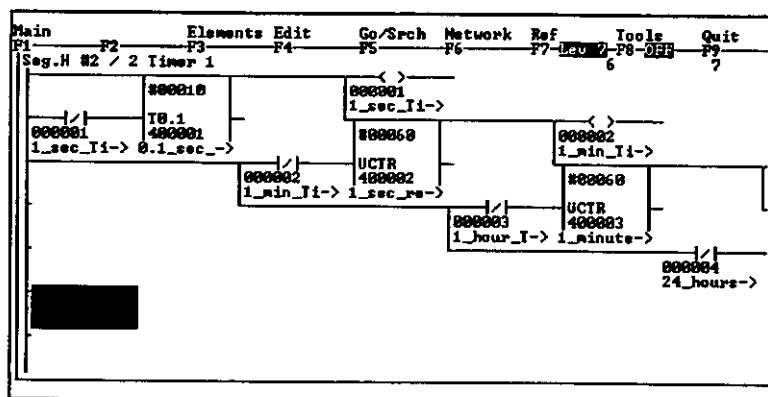 Main Elements Edit Go/Srch Network Ref Tools Quit
F1 F2 F3 F4 F5 F6 F7 Lev ? F8 OFF F9
Seg.H #2 / 2 Timer 1 6 7
#00010
000001
1_sec_Ti->
T0.1
#00060
000002
000001 400001
1_min_Ti->
1_sec_Ti-> 0.1_sec_->
UCTR
#00060
000002 400002
1_min_Ti-> 1_sec_re->
UCTR
000003 400003
1_hour_T-> 1_minute->
000004
24_hours->